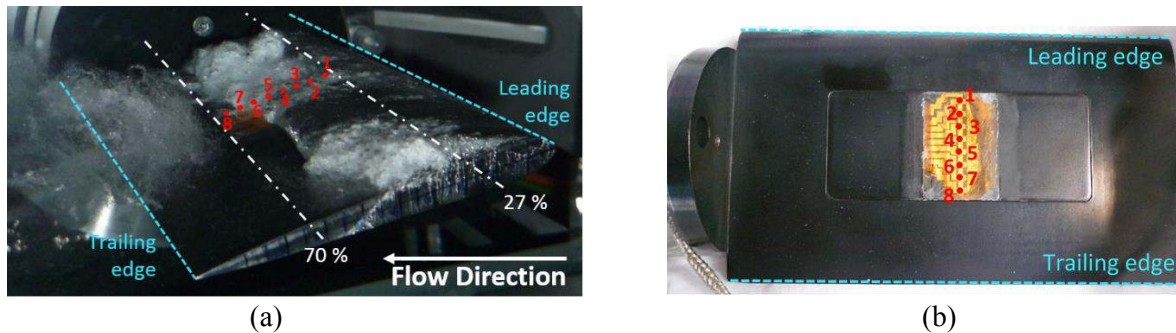 1
3
2
5
4
7
6
8
Leading
edge
Trailing
edge
27 %
70 %
Flow Direction
(a)
Leading edge
1
2
3
4
5
6
7
8
Trailing edge
(b)